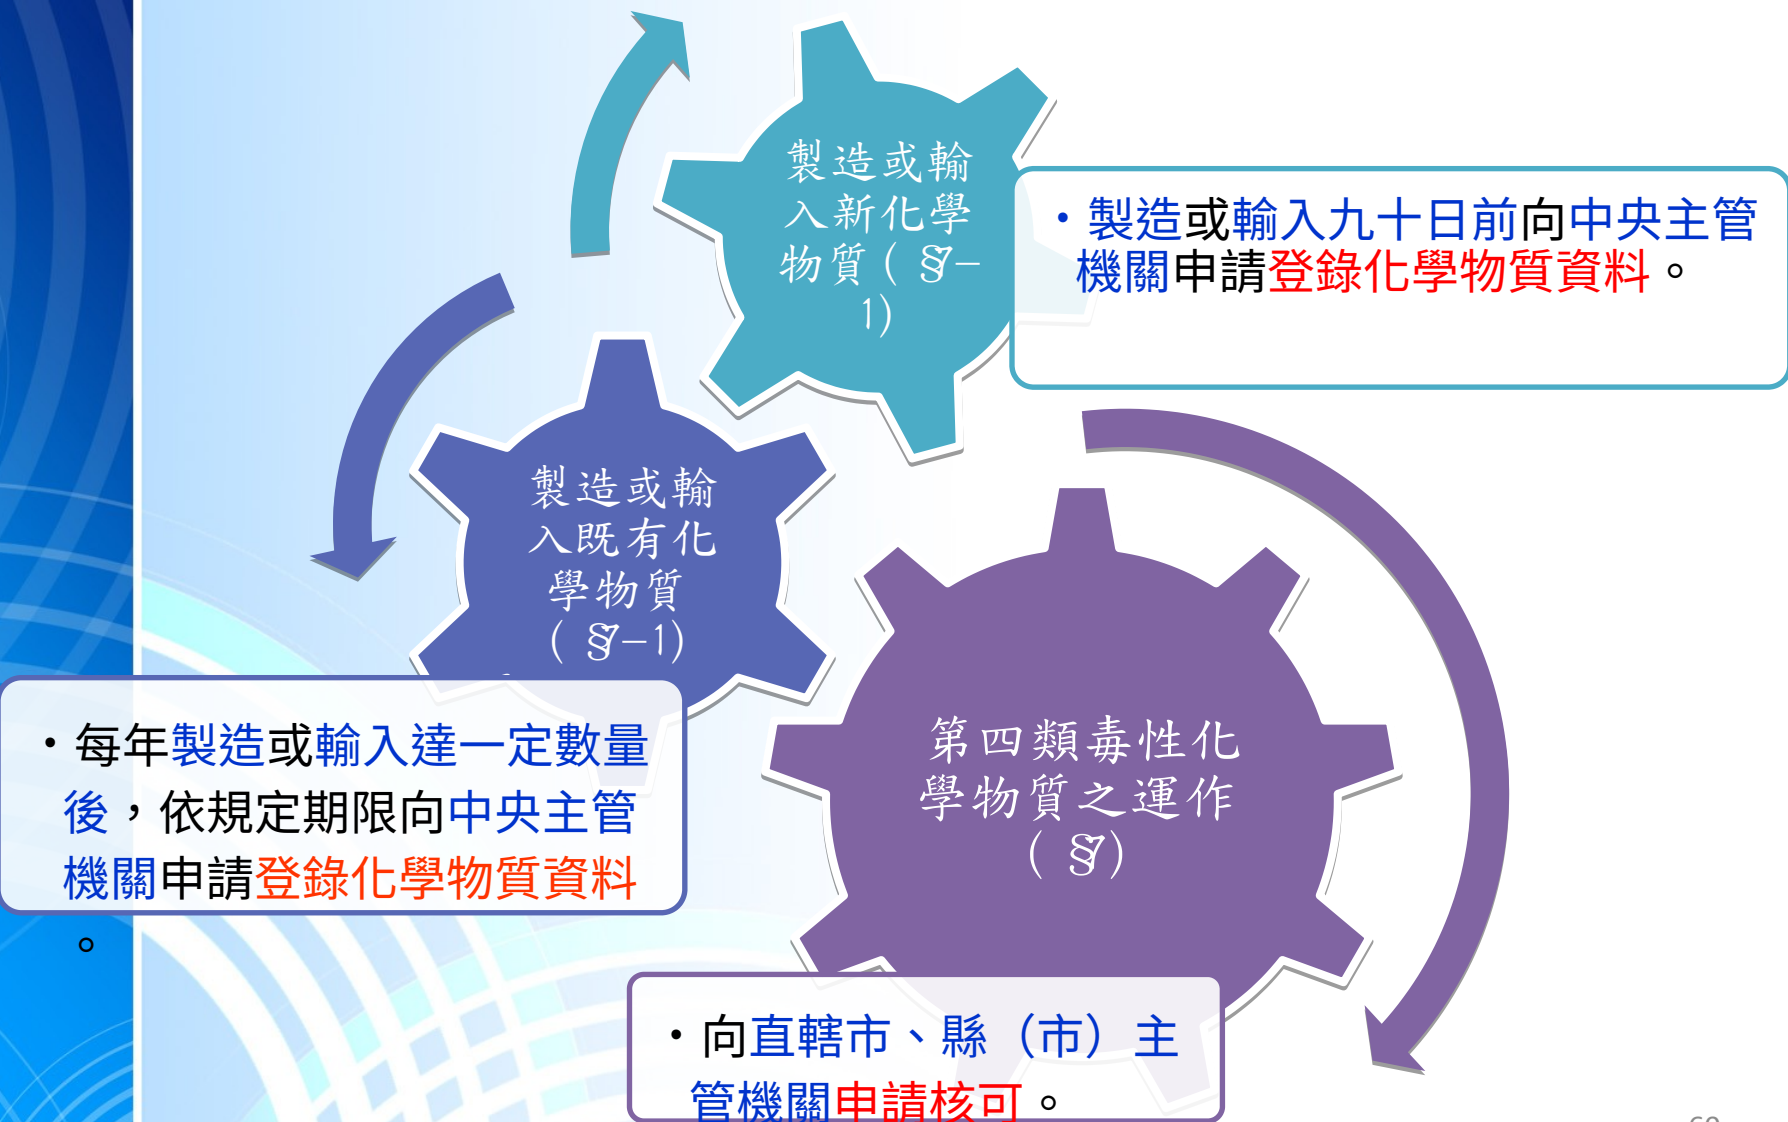 製造或輸
入新化學
物質( §7-
1)
•製造或輸入九十日前向中央主管
機關申請登錄化學物質資料。
製造或輸
入既有化
學物質
( §7-1)
•每年製造或輸入達一定數量
後，依規定期限向中央主管
機關申請登錄化學物質資料
。
第四類毒性化
學物質之運作
( §7)
•向直轄市、縣（市）主
管機關申請核可。